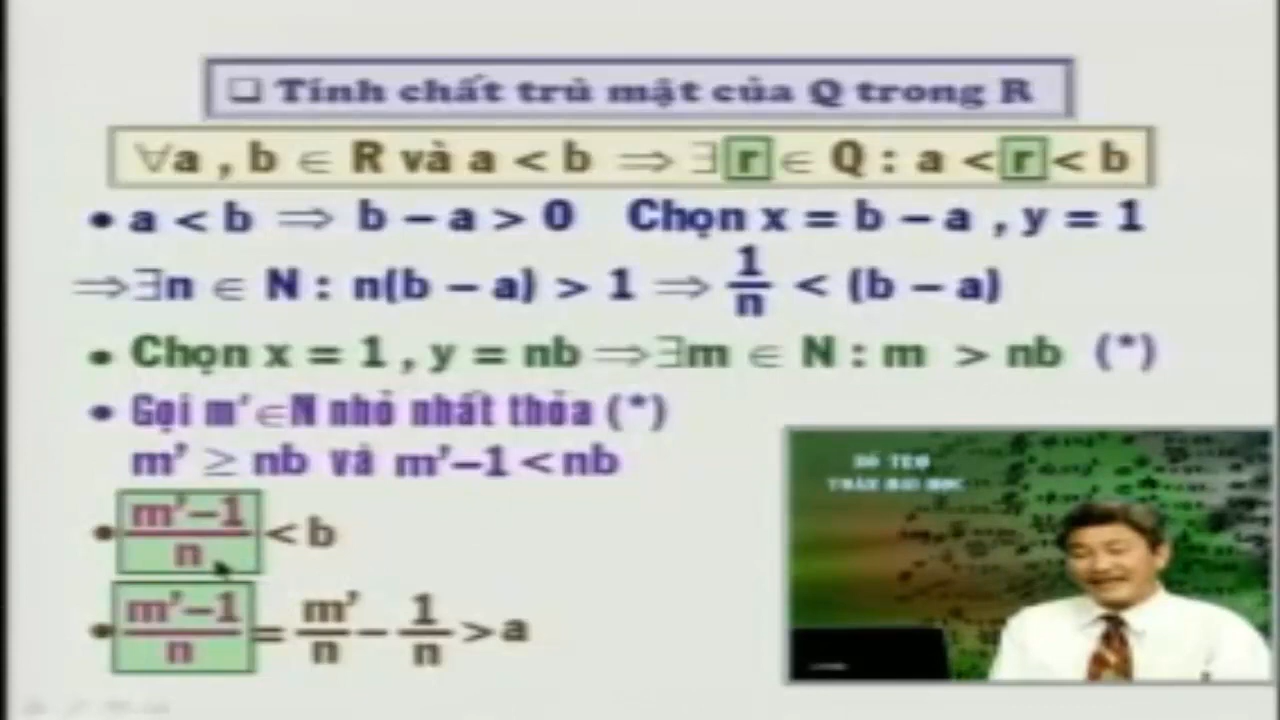 ❑ Tính chất trù mật của Q trong R
∀a , b ∈ R và a < b ⇒ ∃ r ∈ Q : a < r < b
• a < b ⇒ b – a > 0 Chọn x = b – a , y = 1
⇒∃n ∈ N : n(b – a) > 1 ⇒ 1/n < (b – a)
• Chọn x = 1 , y = nb ⇒∃m ∈ N : m > nb (*)
• Gọi m’∈N nhỏ nhất thỏa (*)
m’ ≥ nb và m’–1 < nb
• m’–1/n < b
• m’–1/n = m’/n – 1/n > a